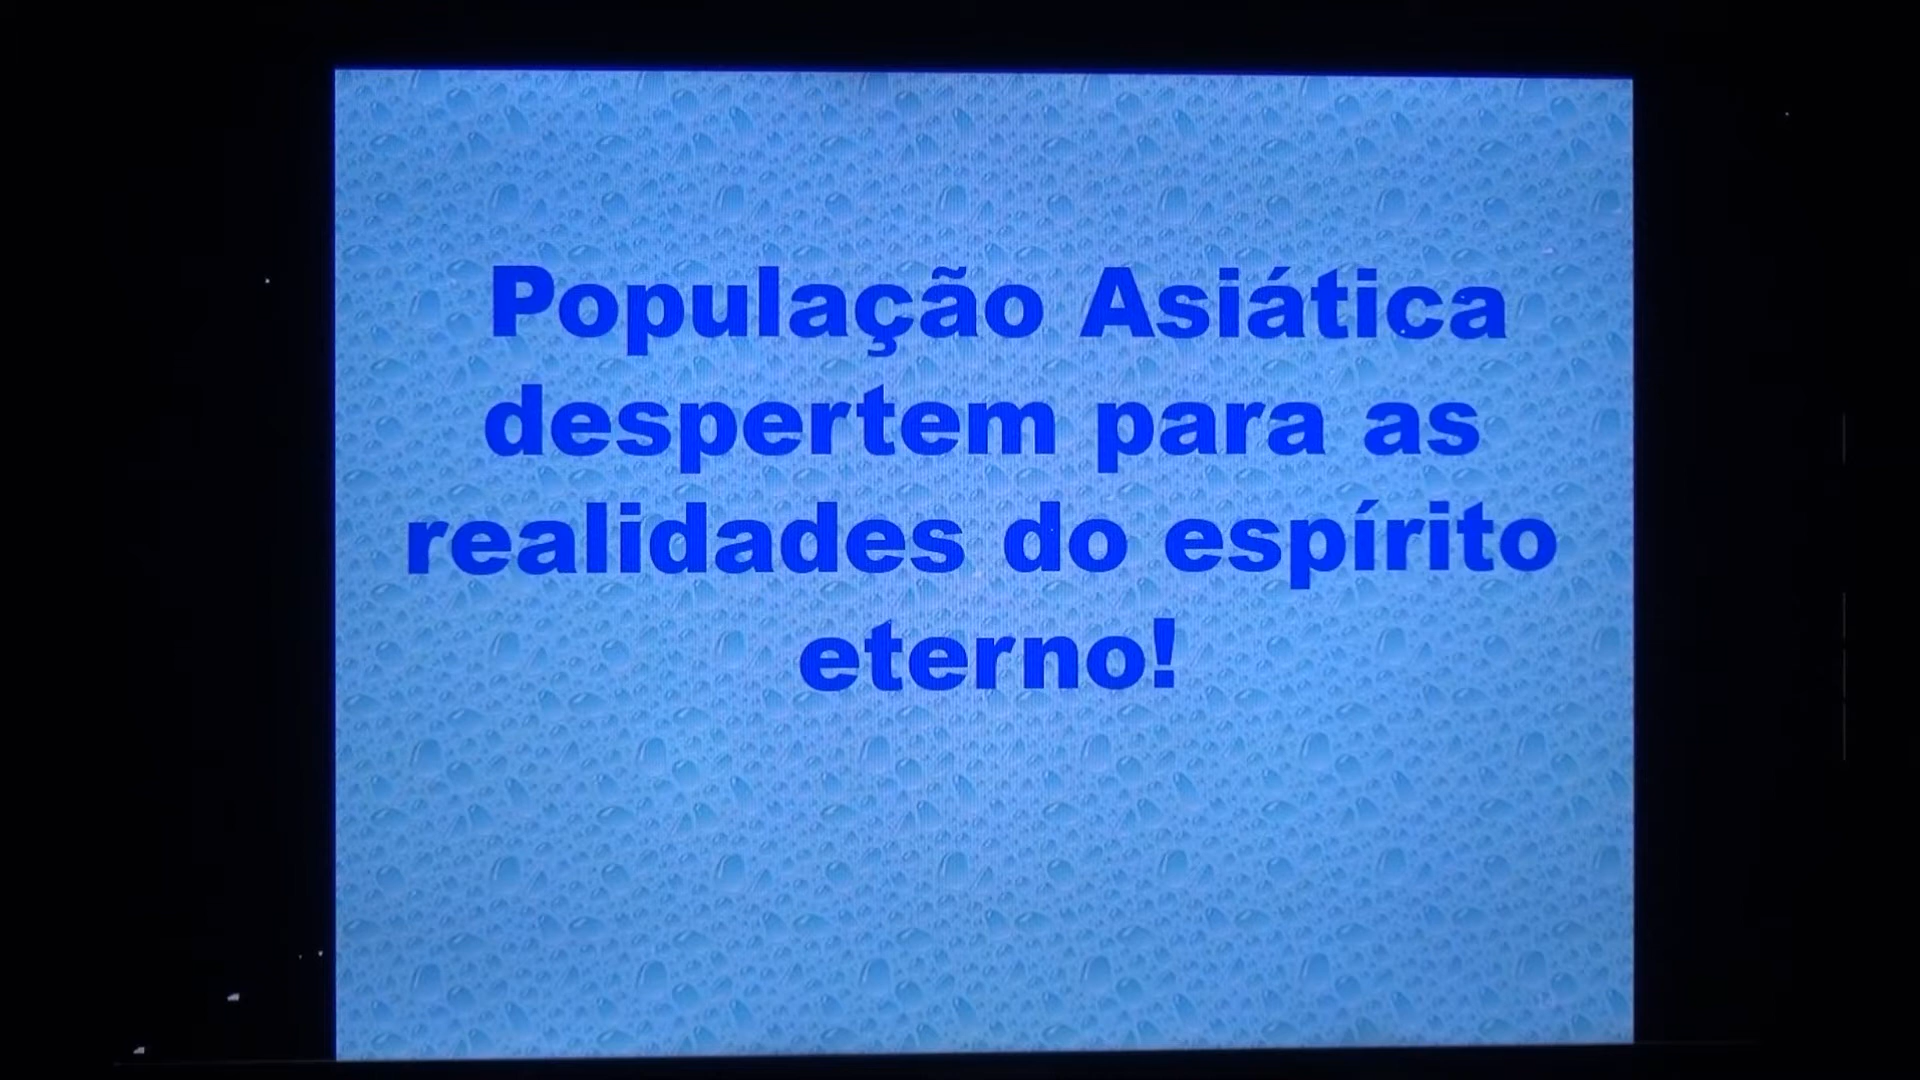 População Asiática
despertem para as
realidades do espírito
eterno!